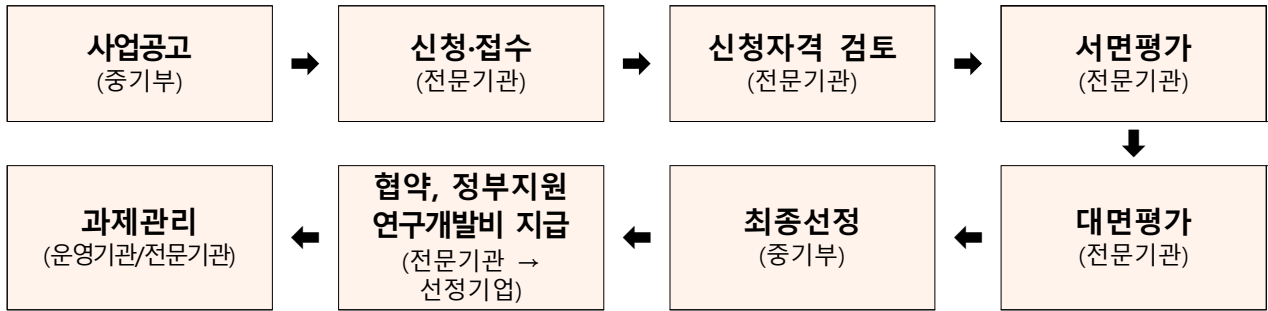 사업공고
(중기부)
➡
신청·접수
(전문기관)
➡
신청자격 검토
(전문기관)
➡
서면평가
(전문기관)
⬇
대면평가
(전문기관)
⬅
최종선정
(중기부)
⬅
협약, 정부지원
연구개발비 지급
(전문기관 →
선정기업)
⬅
과제관리
(운영기관/전문기관)